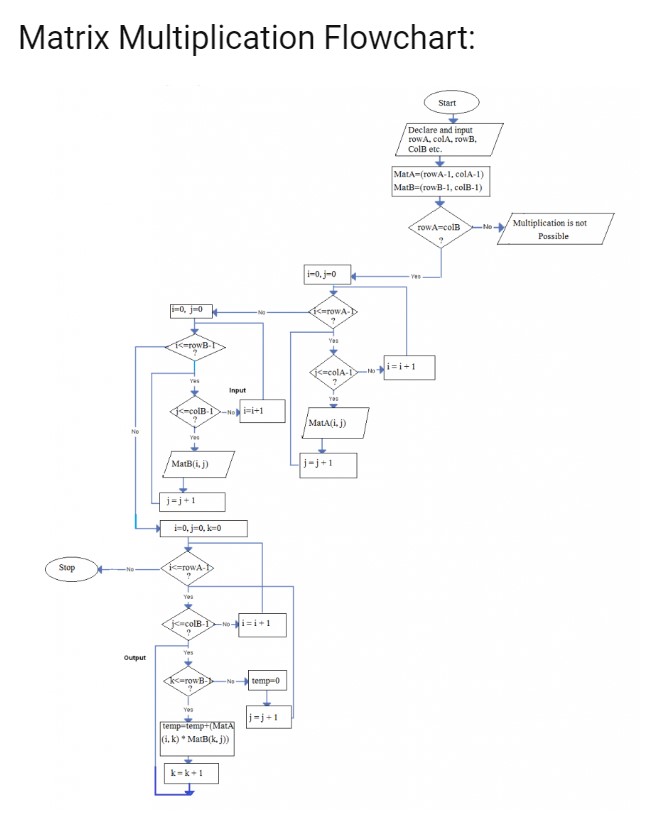 Matrix Multiplication Flowchart:
Start
Declare and input
rowA, colA, rowB,
ColB etc.
MatA=(rowA-1, colA-1)
MatB=(rowB-1, colB-1)
rowA=colB
?
No
Multiplication is not
Possible
Yes
i=0, j=0
i<=rowA-1
?
No
Yes
j<=colA-1
?
No
i = i + 1
Yes
MatA(i, j)
j = j + 1
i=0, j=0
i<=rowB-1
?
No
Yes
Input
j<=colB-1
?
No
i=i+1
Yes
MatB(i, j)
j = j + 1
i=0, j=0, k=0
i<=rowA-1
?
No
Stop
Yes
j<=colB-1
?
No
i = i + 1
Output
Yes
k<=rowB-1
?
No
temp=0
j = j + 1
Yes
temp=temp+(MatA
(i, k) * MatB(k, j))
k = k + 1